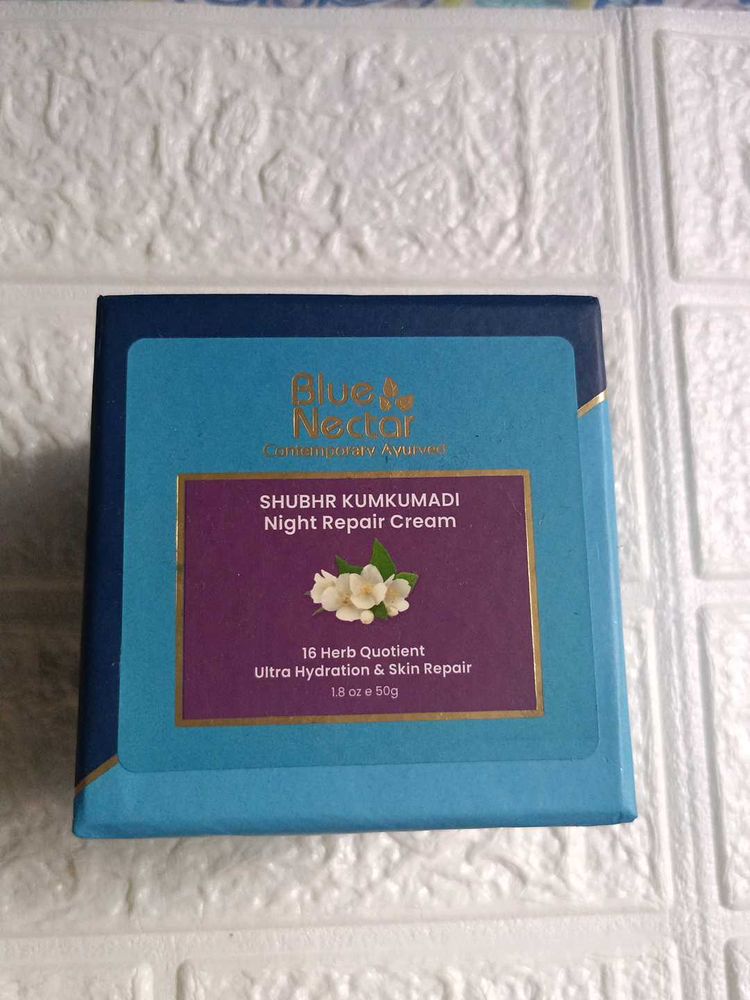 Blue
Nectar
Contemporary Ayurved
SHUBHR KUMKUMADI
Night Repair Cream
16 Herb Quotient
Ultra Hydration & Skin Repair
1.8 oz e 50g